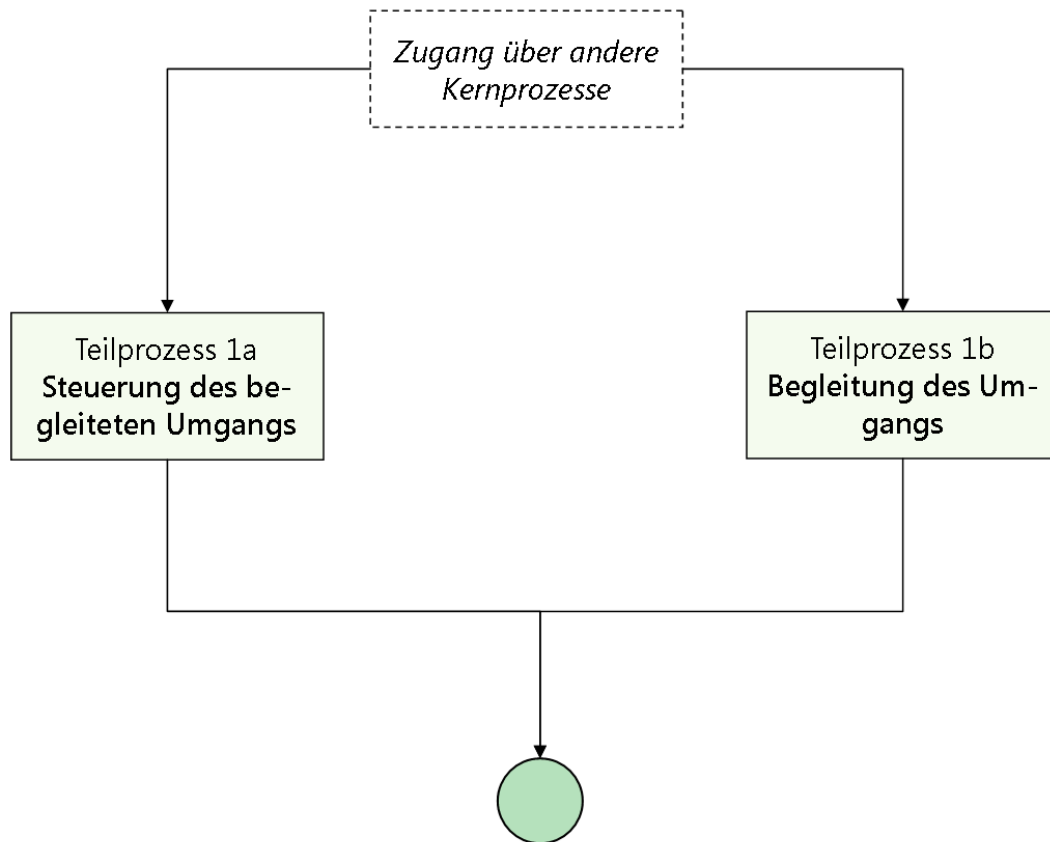 Zugang über andere
Kernprozesse
Teilprozess 1a
Steuerung des be-
gleiteten Umgangs
Teilprozess 1b
Begleitung des Um-
gangs